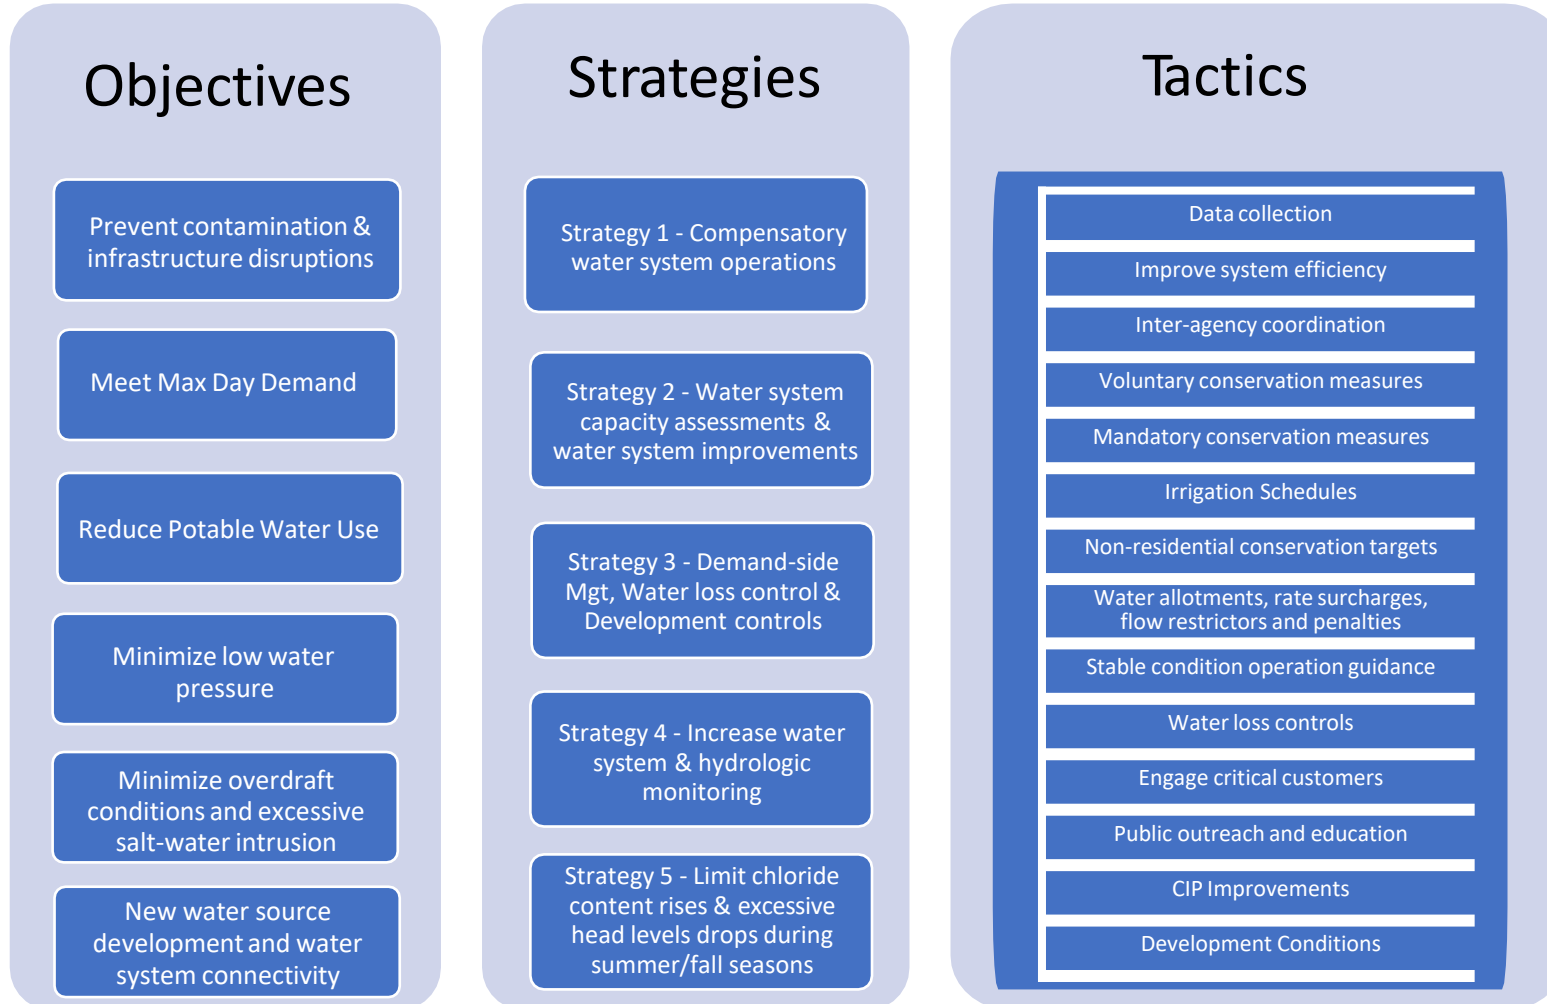 Objectives
Prevent contamination &
infrastructure disruptions
Meet Max Day Demand
Reduce Potable Water Use
Minimize low water
pressure
Minimize overdraft
conditions and excessive
salt-water intrusion
New water source
development and water
system connectivity
Strategies
Strategy 1 - Compensatory
water system operations
Strategy 2 - Water system
capacity assessments &
water system improvements
Strategy 3 - Demand-side
Mgt, Water loss control &
Development controls
Strategy 4 - Increase water
system & hydrologic
monitoring
Strategy 5 - Limit chloride
content rises & excessive
head levels drops during
summer/fall seasons
Tactics
Data collection
Improve system efficiency
Inter-agency coordination
Voluntary conservation measures
Mandatory conservation measures
Irrigation Schedules
Non-residential conservation targets
Water allotments, rate surcharges,
flow restrictors and penalties
Stable condition operation guidance
Water loss controls
Engage critical customers
Public outreach and education
CIP Improvements
Development Conditions